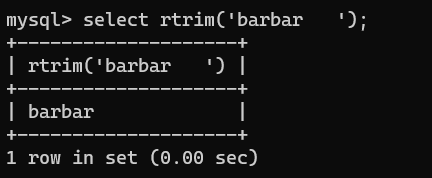 mysql> select rtrim('barbar   ');
+--------------------+
| rtrim('barbar   ') |
+--------------------+
| barbar             |
+--------------------+
1 row in set (0.00 sec)